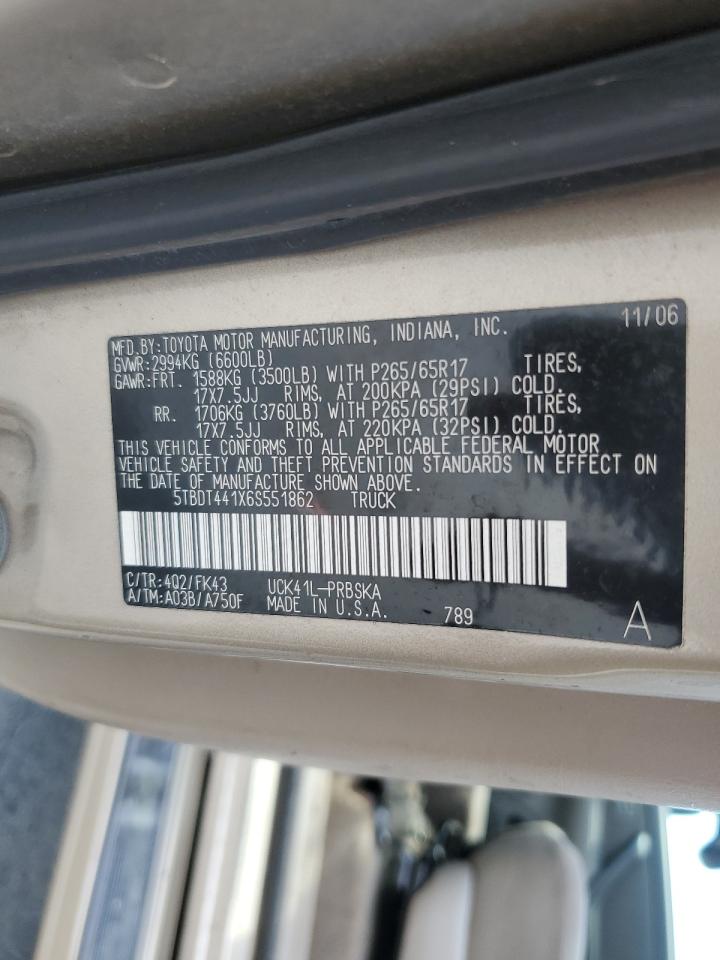 11/06
MFD.BY:TOYOTA MOTOR MANUFACTURING, INDIANA, INC.
GVWR:2994KG (6600LB)
GAWR:FRT. 1588KG (3500LB) WITH P265/65R17 TIRES,
17X7.5JJ RIMS, AT 200KPA (29PSI) COLD.
RR. 1706KG (3760LB) WITH P265/65R17 TIRES,
17X7.5JJ RIMS, AT 220KPA (32PSI) COLD.
THIS VEHICLE CONFORMS TO ALL APPLICABLE FEDERAL MOTOR
VEHICLE SAFETY AND THEFT PREVENTION STANDARDS IN EFFECT ON
THE DATE OF MANUFACTURE SHOWN ABOVE.
5TBDT441X6S551862 TRUCK
C/TR:402/FK43 UCK41L-PRBSKA
A/TM:A03B/A750F MADE IN U.S.A. 789
A